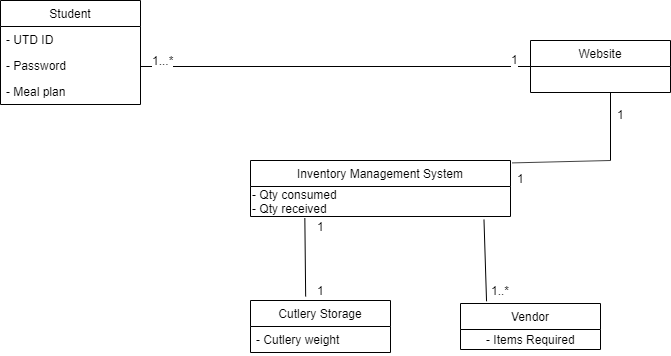 Student
- UTD ID
- Password
- Meal plan
1...*
1
Website
1
Inventory Management System
1
- Qty consumed
- Qty received
1
1
1..*
Cutlery Storage
- Cutlery weight
Vendor
- Items Required